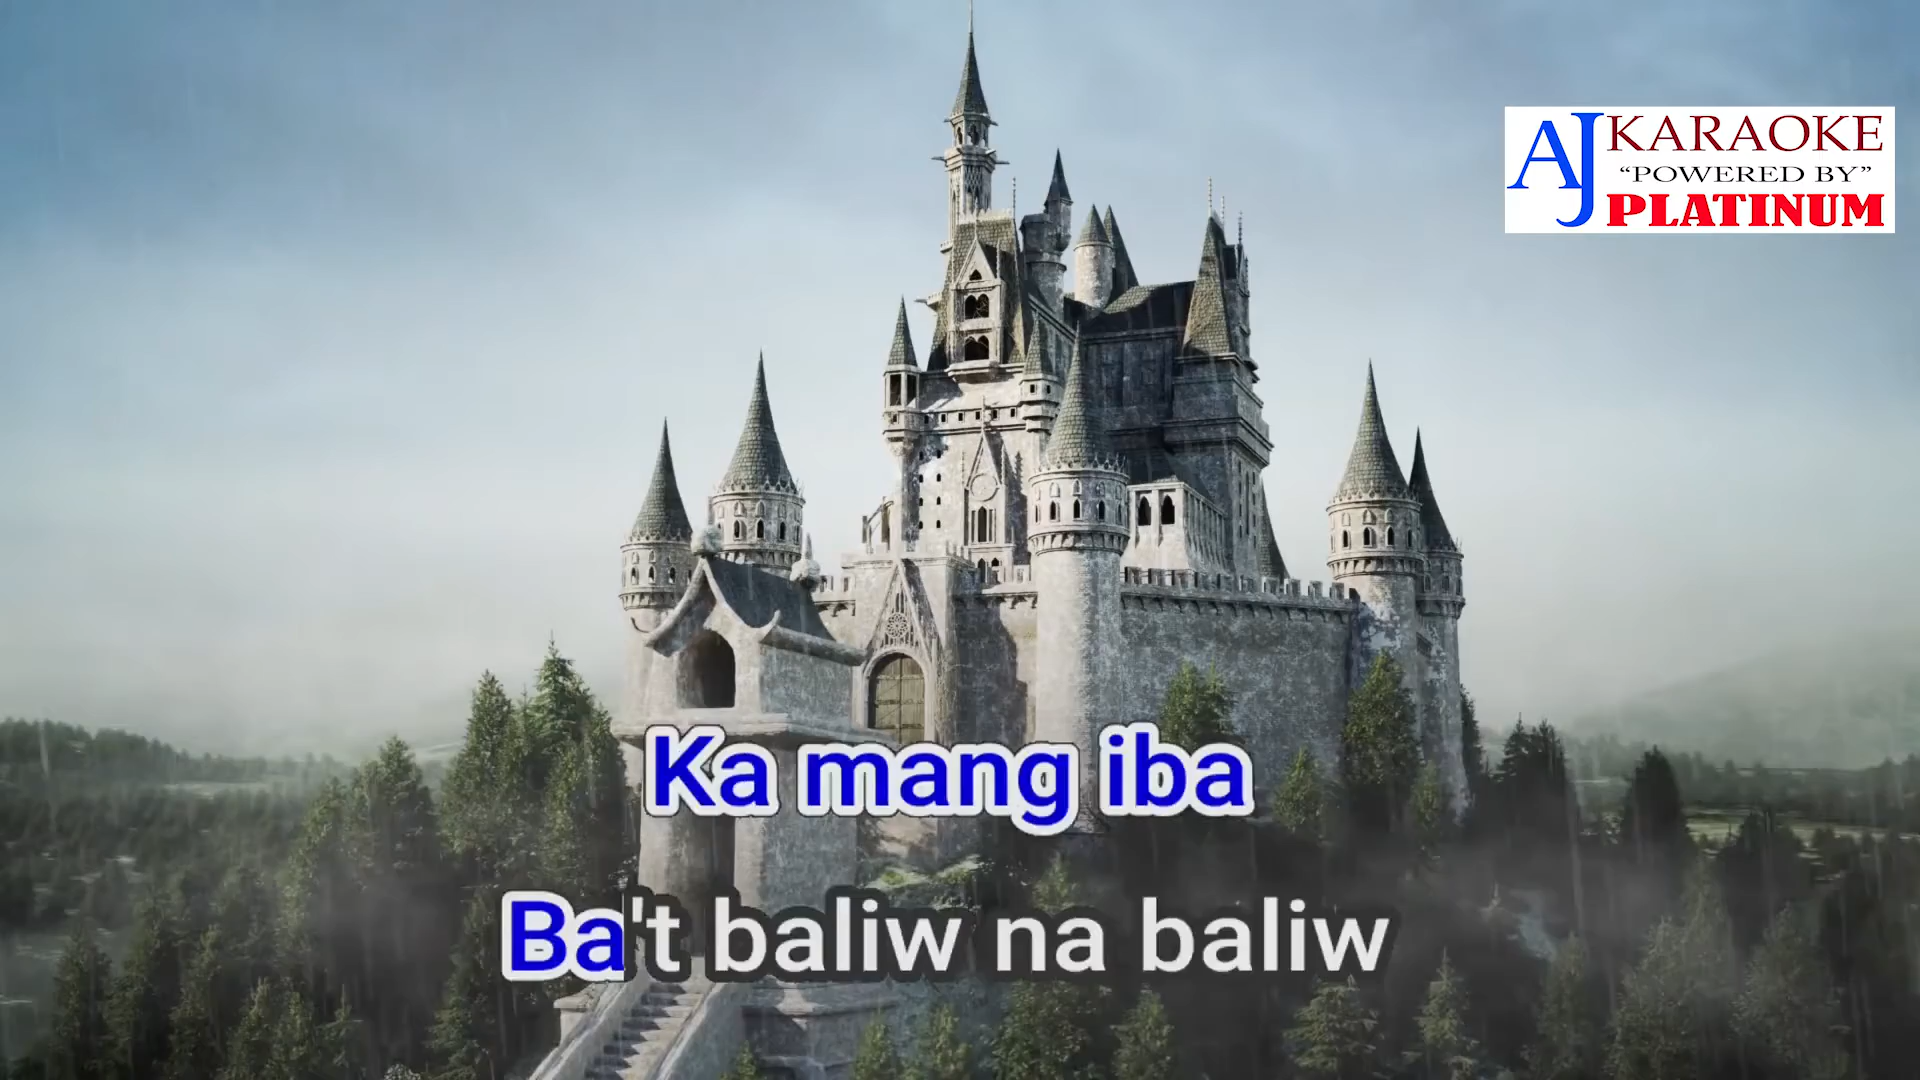 AJ KARAOKE
"POWERED BY"
PLATINUM
Ka mang iba
Ba't baliw na baliw